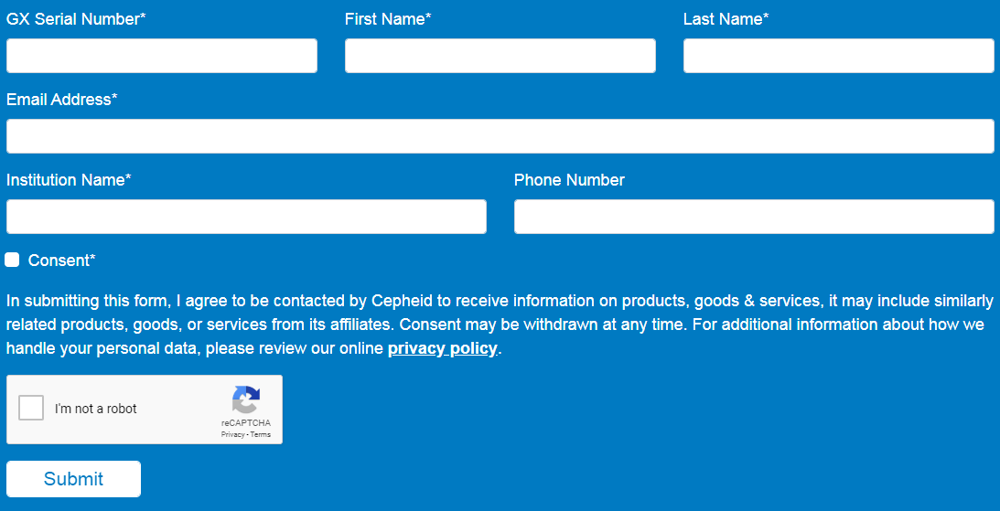 GX Serial Number* First Name* Last Name*
Email Address*
Institution Name* Phone Number
Consent*
In submitting this form, I agree to be contacted by Cepheid to receive information on products, goods & services, it may include similarly
related products, goods, or services from its affiliates. Consent may be withdrawn at any time. For additional information about how we
handle your personal data, please review our online privacy policy.
I'm not a robot
reCAPTCHA
Privacy - Terms
Submit